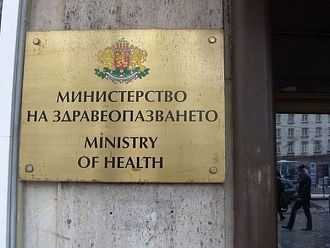 МИНИСТЕРСТВО
НА ЗДРАВЕОПАЗВАНЕТО
MINISTRY
OF HEALTH